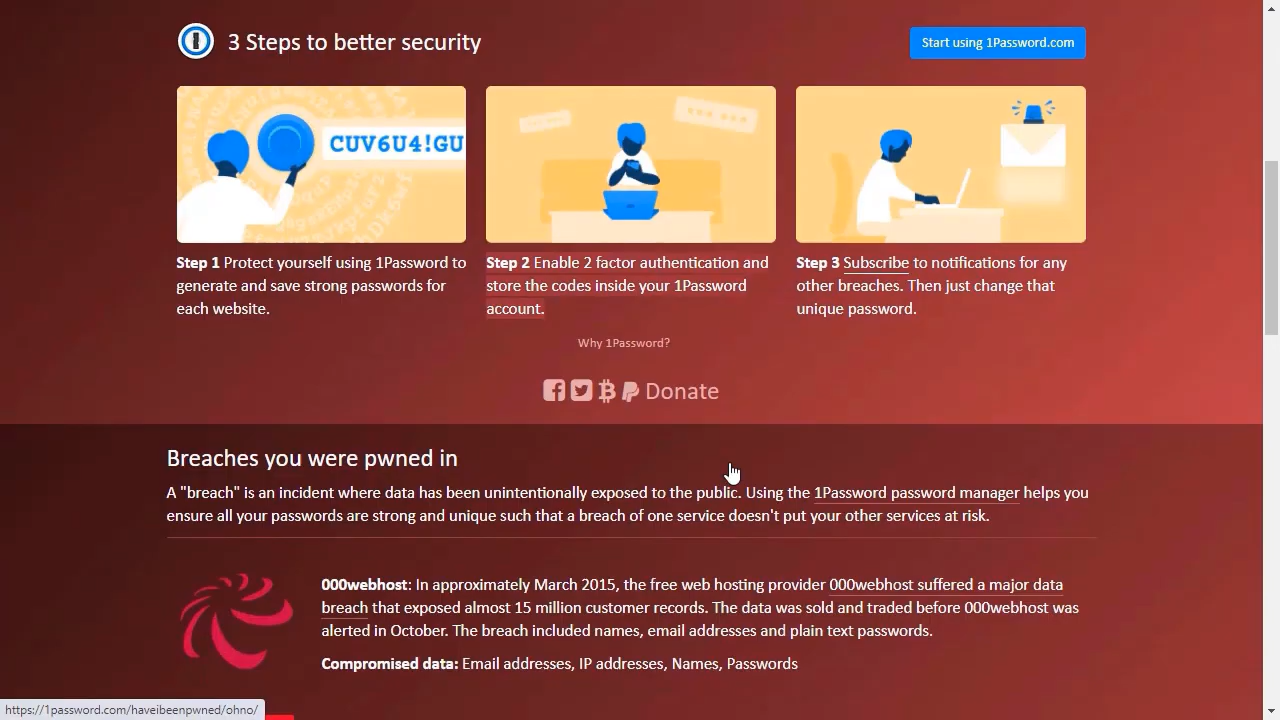 3 Steps to better security
Start using 1Password.com
CUV6U4!GU
Step 1 Protect yourself using 1Password to
generate and save strong passwords for
each website.
Step 2 Enable 2 factor authentication and
store the codes inside your 1Password
account.
Step 3 Subscribe to notifications for any
other breaches. Then just change that
unique password.
Why 1Password?
Donate
Breaches you were pwned in
A "breach" is an incident where data has been unintentionally exposed to the public. Using the 1Password password manager helps you
ensure all your passwords are strong and unique such that a breach of one service doesn't put your other services at risk.
000webhost: In approximately March 2015, the free web hosting provider 000webhost suffered a major data
breach that exposed almost 15 million customer records. The data was sold and traded before 000webhost was
alerted in October. The breach included names, email addresses and plain text passwords.
Compromised data: Email addresses, IP addresses, Names, Passwords
https://1password.com/haveibeenpwned/ohno/